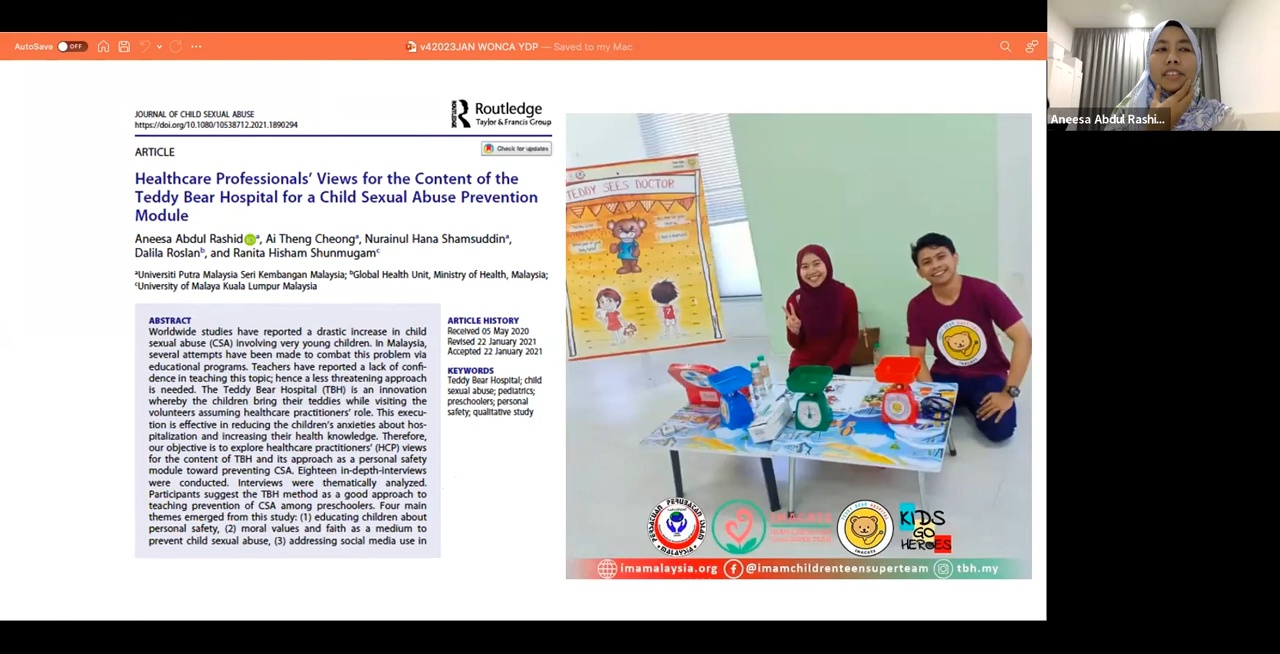 AutoSave OFF
v42023JAN WONCA YDP — Saved to my Mac
Aneesa Abdul Rashi...
JOURNAL OF CHILD SEXUAL ABUSE
https://doi.org/10.1080/10538712.2021.1890294
ROUTLEDGE
Routledge
Taylor & Francis Group
ARTICLE
Check for updates
Healthcare Professionals’ Views for the Content of the
Teddy Bear Hospital for a Child Sexual Abuse Prevention
Module
Aneesa Abdul Rashid iD a, Ai Theng Cheong a, Nurainul Hana Shamsuddin a,
Dalila Roslan b, and Ranita Hisham Shunmugam c
a Universiti Putra Malaysia Seri Kembangan Malaysia; b Global Health Unit, Ministry of Health, Malaysia;
c University of Malaya Kuala Lumpur Malaysia
ABSTRACT
Worldwide studies have reported a drastic increase in child
sexual abuse (CSA) involving very young children. In Malaysia,
several attempts have been made to combat this problem via
educational programs. Teachers have reported a lack of confi-
dence in teaching this topic; hence a less threatening approach
is needed. The Teddy Bear Hospital (TBH) is an innovation
whereby the children bring their teddies while visiting the
volunteers assuming healthcare practitioners’ role. This execu-
tion is effective in reducing the children’s anxieties about hos-
pitalization and increasing their health knowledge. Therefore,
our objective is to explore healthcare practitioners’ (HCP) views
for the content of TBH and its approach as a personal safety
module toward preventing CSA. Eighteen in-depth-interviews
were conducted. Interviews were thematically analyzed.
Participants suggest the TBH method as a good approach to
teaching prevention of CSA among preschoolers. Four main
themes emerged from this study: (1) educating children about
personal safety, (2) moral values and faith as a medium to
prevent child sexual abuse, (3) addressing social media use in
ARTICLE HISTORY
Received 05 May 2020
Revised 22 January 2021
Accepted 22 January 2021
KEYWORDS
Teddy Bear Hospital; child
sexual abuse; pediatrics;
preschoolers; personal
safety; qualitative study
TEDDY SEES DOCTOR
PERSATUAN PERUBATAN ISLAM
MALAYSIA
IMACATE
IMACATE
KIDS
GO
HEROES
imamalaysia.org @imamchildrenteensuperteam tbh.my